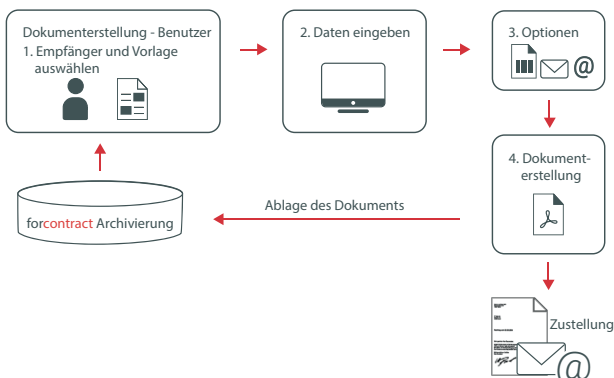 Dokumenterstellung - Benutzer
1. Empfänger und Vorlage
auswählen
2. Daten eingeben
3. Optionen
@
4. Dokument-
erstellung
Ablage des Dokuments
forcontract Archivierung
Zustellung
@